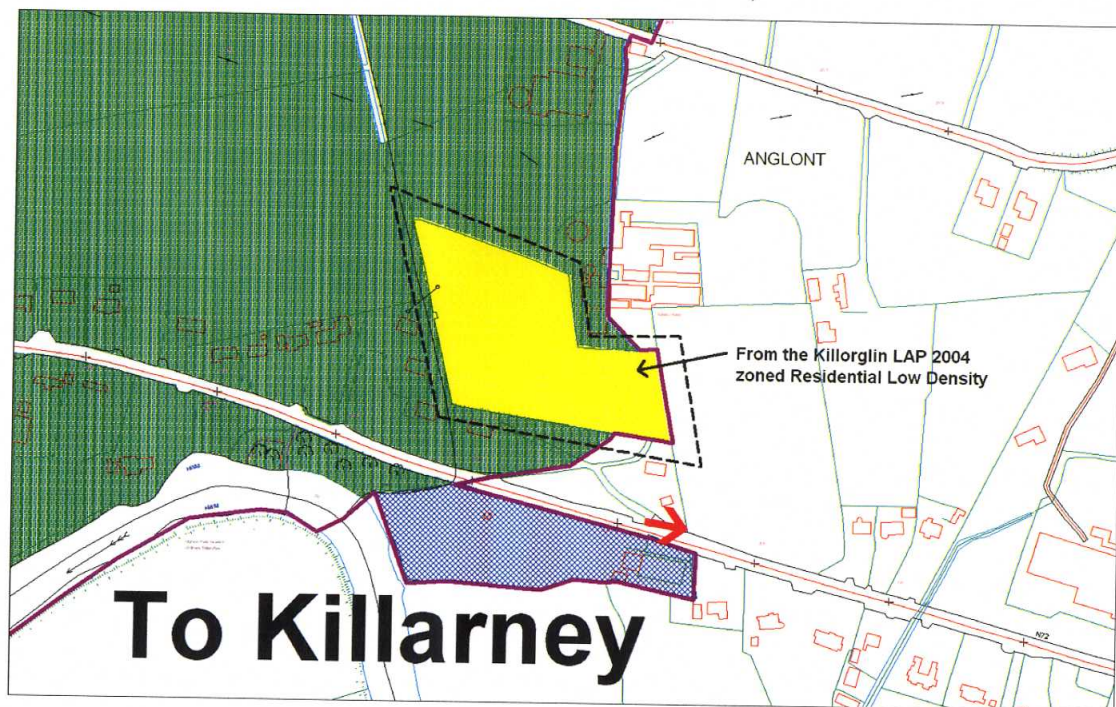 ANGLONT
From the Killorglin LAP 2004
zoned Residential Low Density
N72
To Killarney